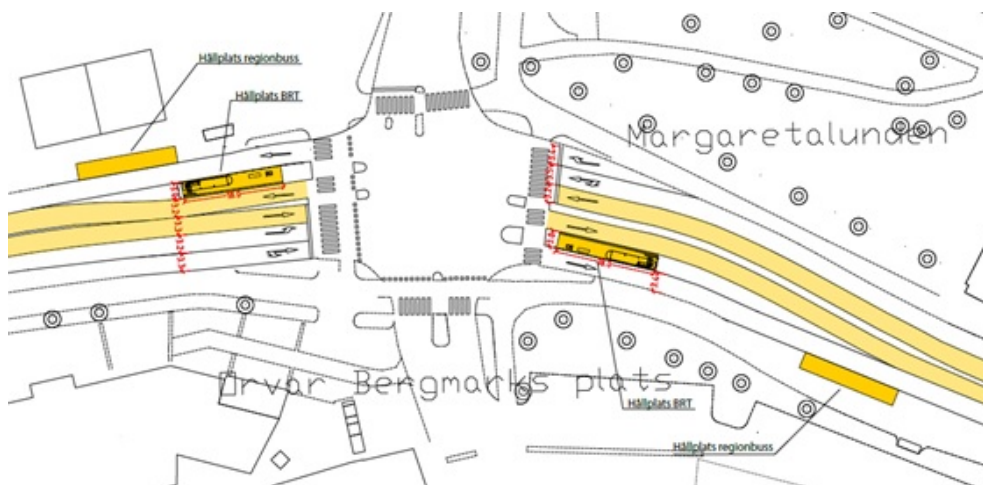 Hållplats regionbuss
Hållplats BRT
Margaretalunden
Örvar Bergmarks plats
Hållplats BRT
Hållplats regionbuss